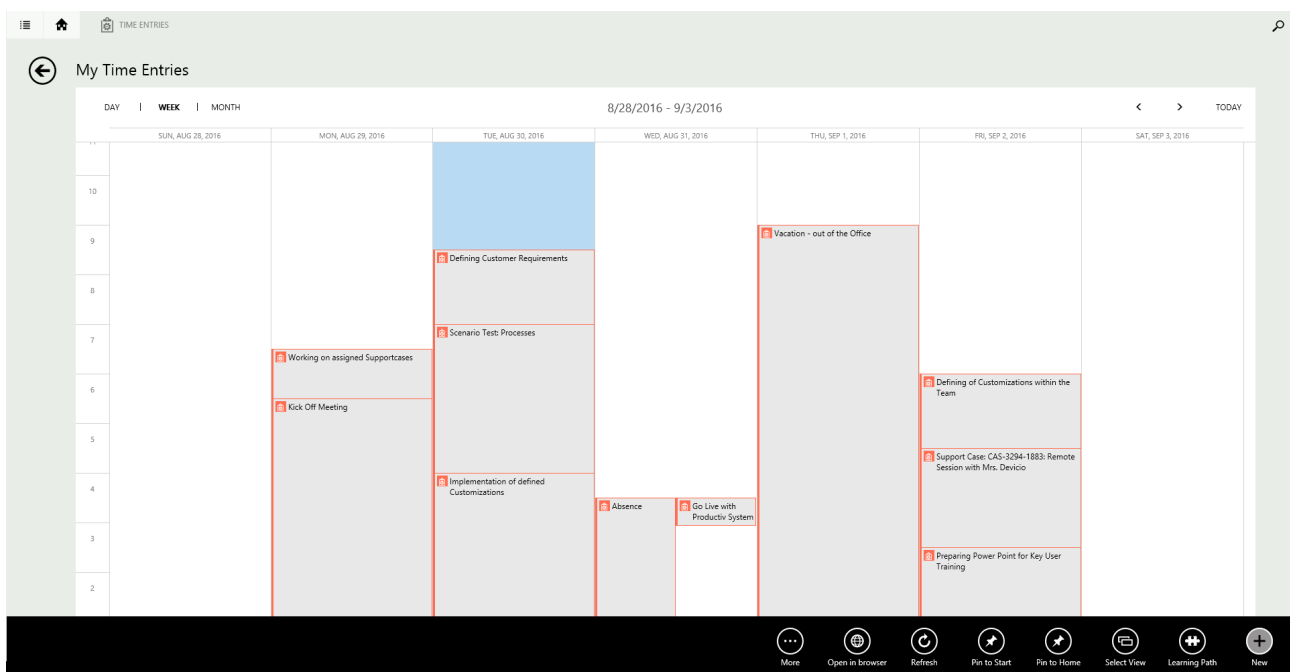 TIME ENTRIES
My Time Entries
DAY | WEEK | MONTH
8/28/2016 - 9/3/2016
TODAY
SUN, AUG 28, 2016
MON, AUG 29, 2016
TUE, AUG 30, 2016
WED, AUG 31, 2016
THU, SEP 1, 2016
FRI, SEP 2, 2016
SAT, SEP 3, 2016
10
9
Vacation - out of the Office
Defining Customer Requirements
8
7
Scenario Test: Processes
Working on assigned Supportcases
6
Defining of Customizations within the
Team
Kick Off Meeting
5
Support Case: CAS-3294-1883: Remote
Session with Mrs. Devicio
4
Implementation of defined
Customizations
Absence
Go Live with
Productiv System
3
Preparing Power Point for Key User
Training
2
More
Open in browser
Refresh
Pin to Start
Pin to Home
Select View
Learning Path
New